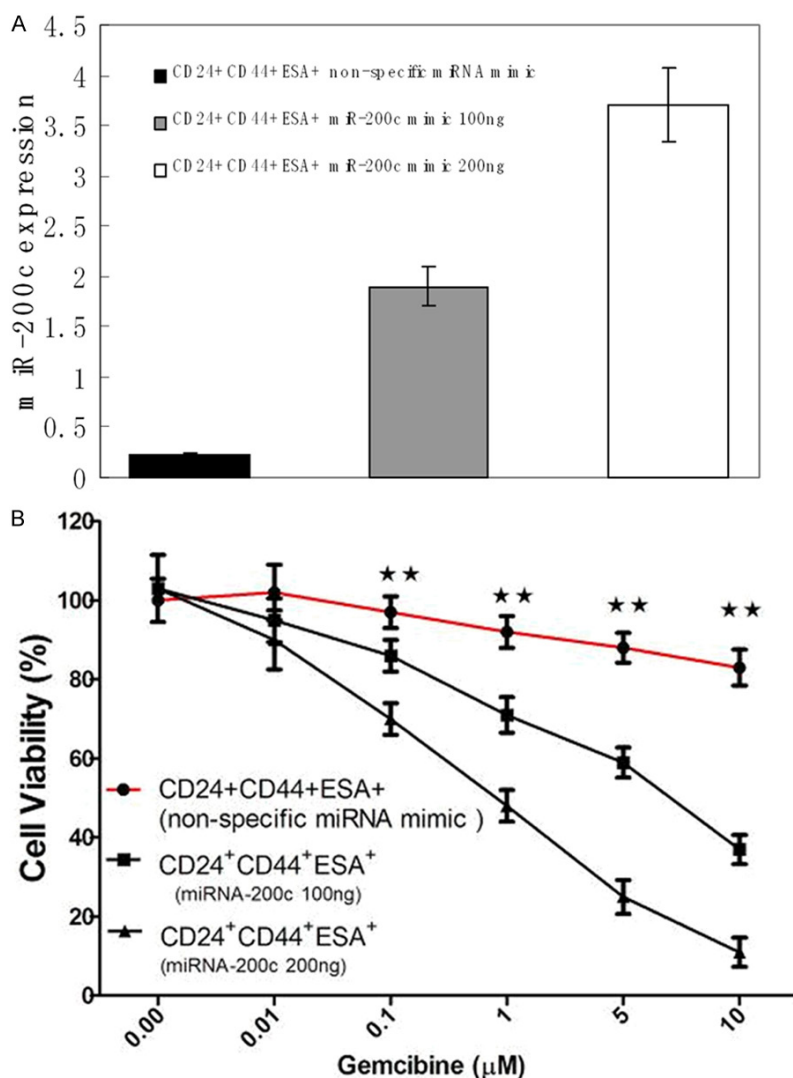 A
4.5
4
3.5
3
2.5
2
1.5
1
0.5
0
miR-200c expression
CD24+CD44+ESA+ non-specific miRNA mimic
CD24+CD44+ESA+ miR-200c mimic 100ng
CD24+CD44+ESA+ miR-200c mimic 200ng
B
120
100
80
60
40
20
0
Cell Viability (%)
★★
★★
★★
★★
CD24+CD44+ESA+
(non-specific miRNA mimic )
CD24⁺CD44⁺ESA⁺
(miRNA-200c 100ng)
CD24⁺CD44⁺ESA⁺
(miRNA-200c 200ng)
0.00
0.01
0.1
1
5
10
Gemcibine (μM)